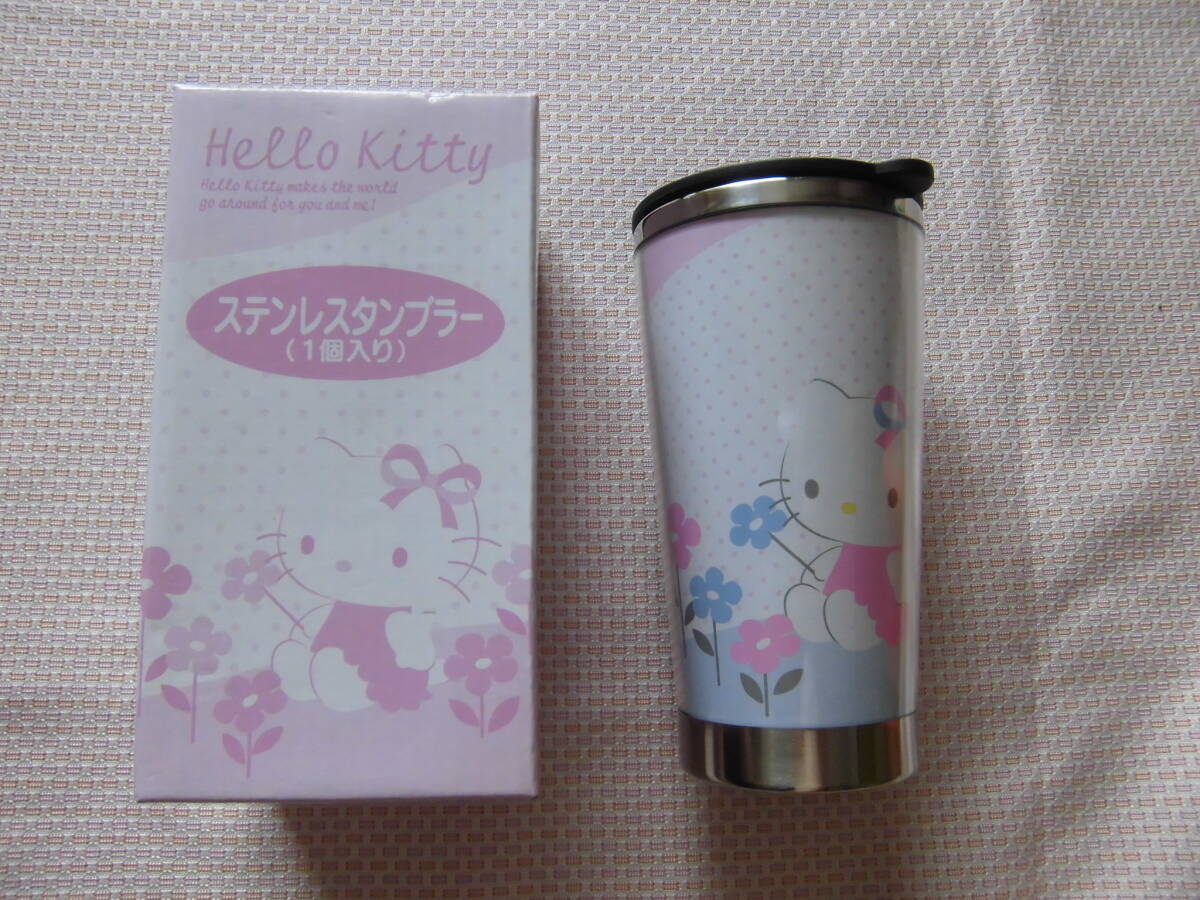 Hello Kitty
Hello Kitty makes the world
go around for you and me!
ステンレスタンブラー
(1個入り)